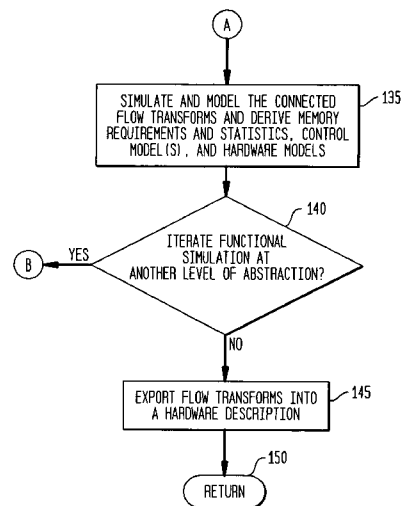 A
SIMULATE AND MODEL THE CONNECTED
FLOW TRANSFORMS AND DERIVE MEMORY
REQUIREMENTS AND STATISTICS, CONTROL
MODEL(S), AND HARDWARE MODELS
135
140
ITERATE FUNCTIONAL
SIMULATION AT
ANOTHER LEVEL OF ABSTRACTION?
YES
B
NO
EXPORT FLOW TRANSFORMS INTO
A HARDWARE DESCRIPTION
145
150
RETURN